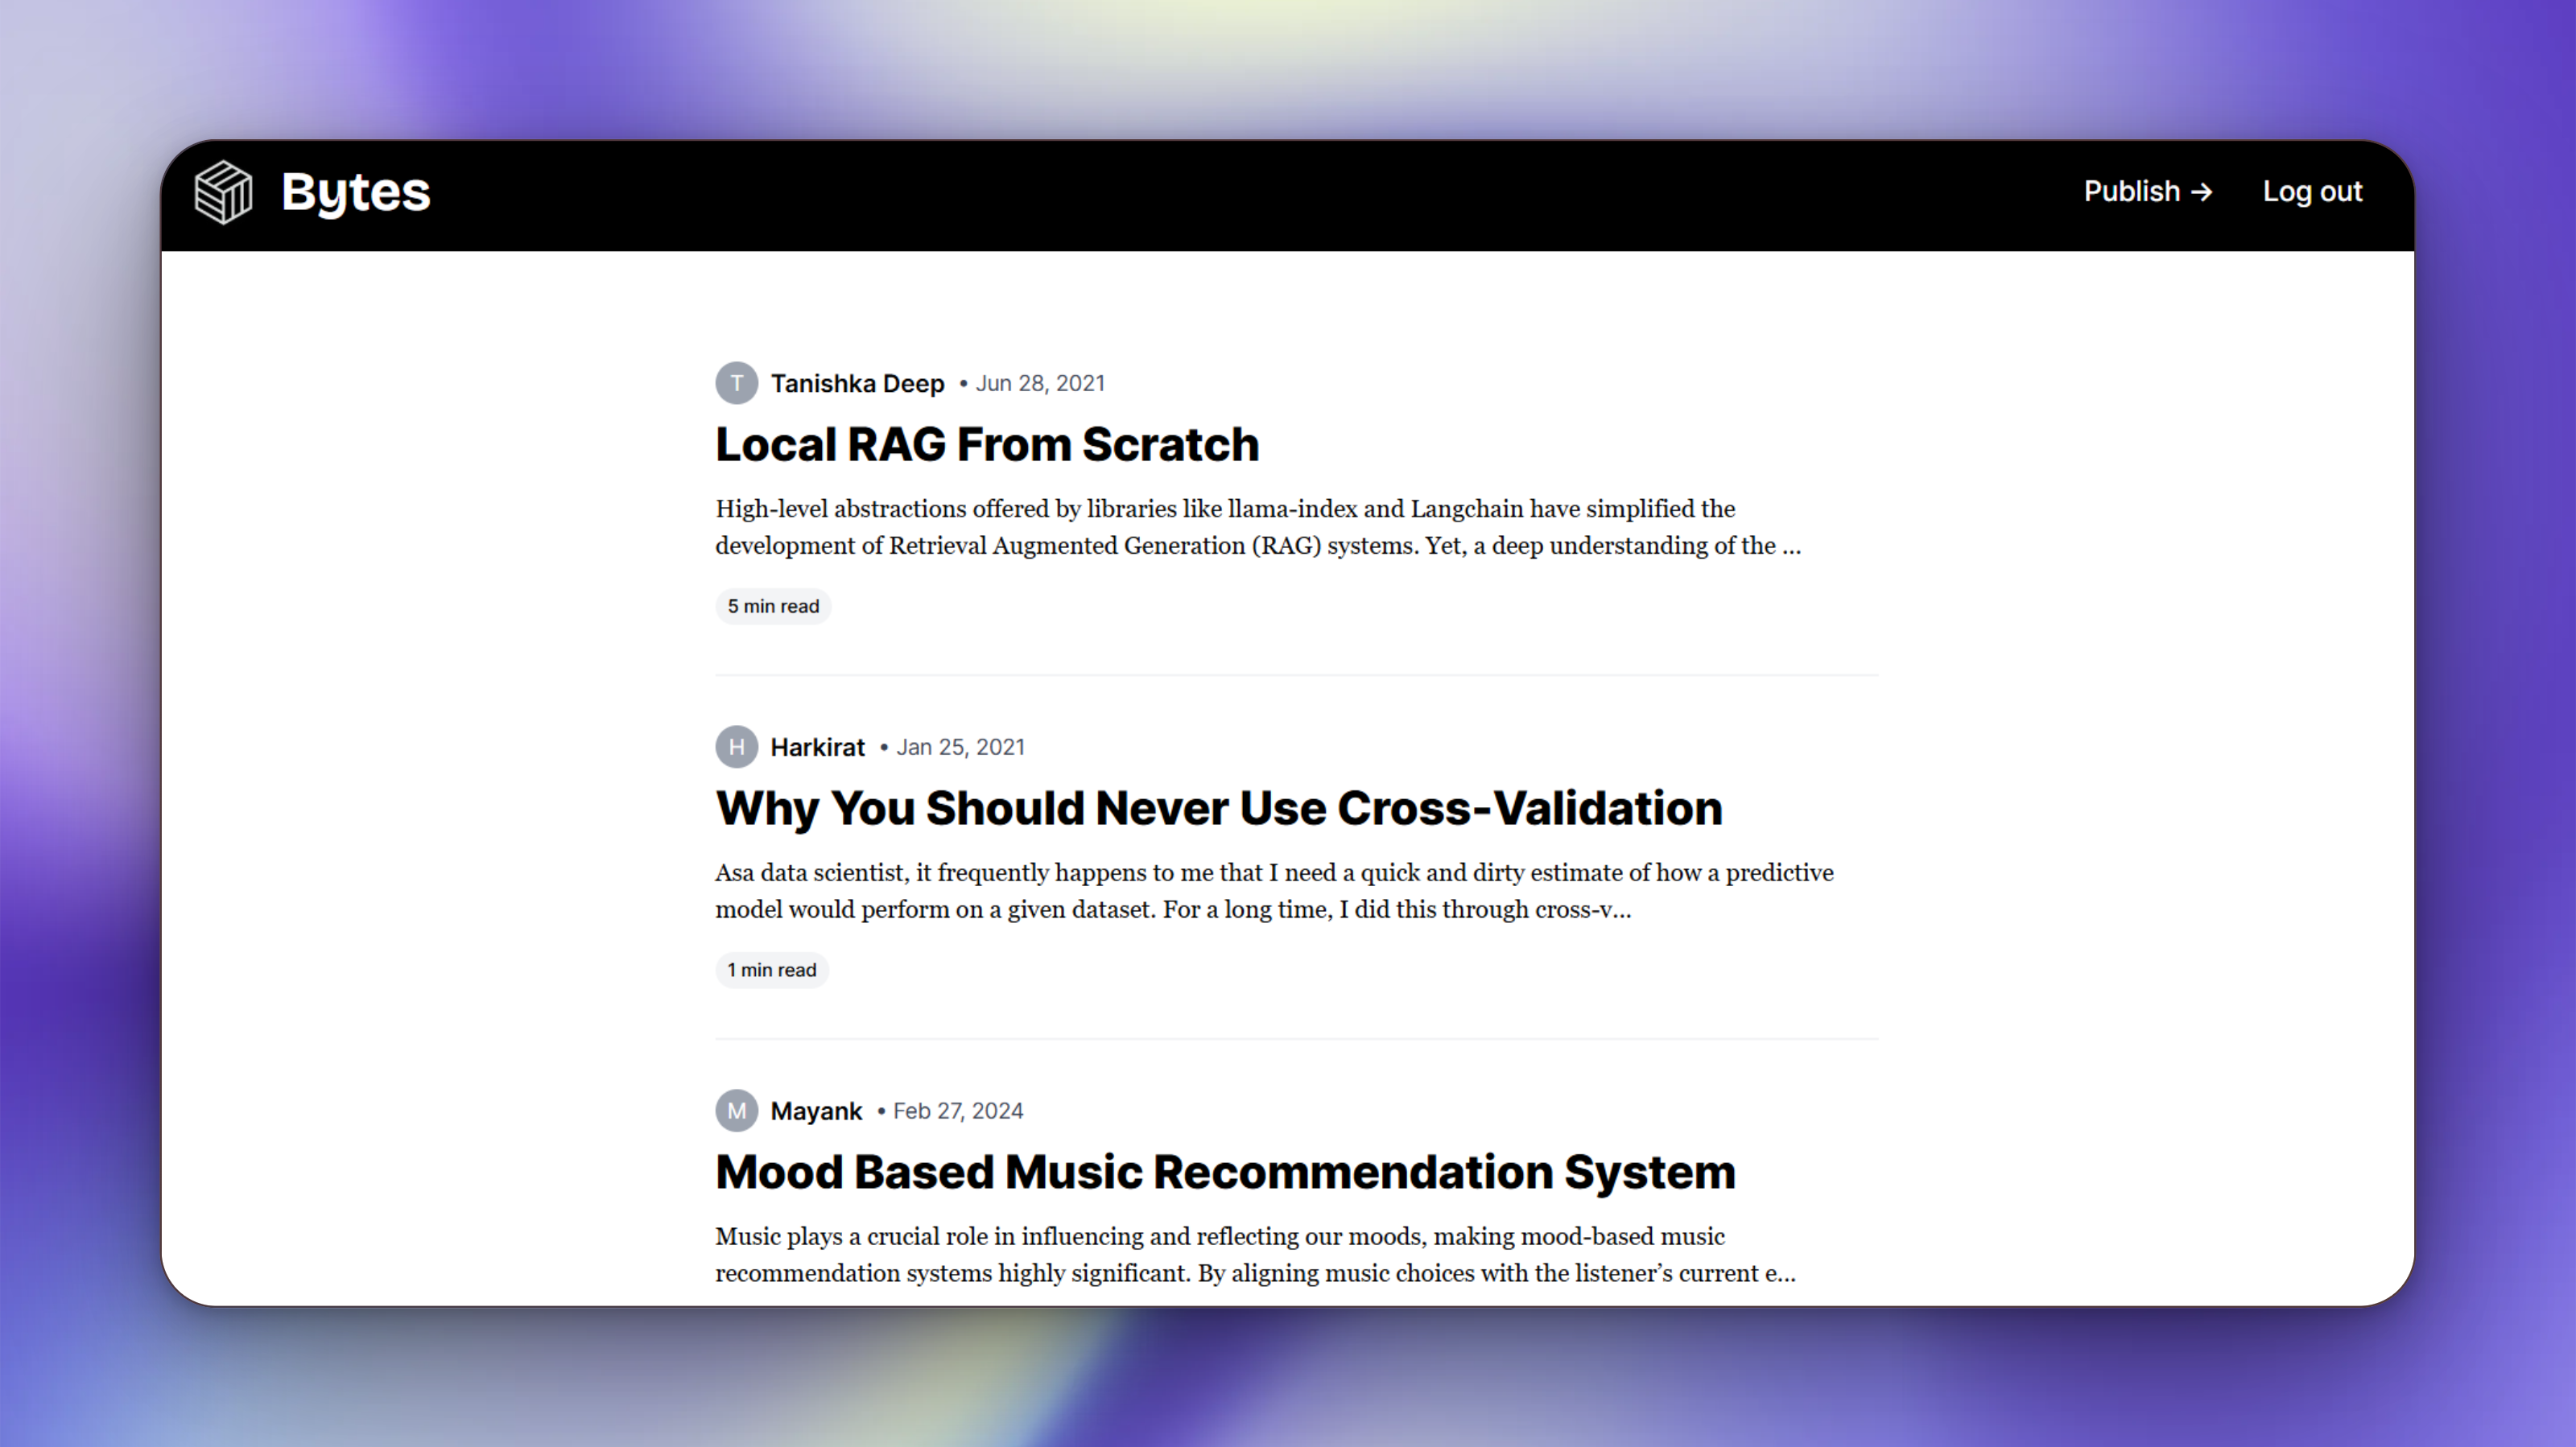 Bytes
Publish → Log out
T Tanishka Deep • Jun 28, 2021
Local RAG From Scratch
High-level abstractions offered by libraries like llama-index and Langchain have simplified the
development of Retrieval Augmented Generation (RAG) systems. Yet, a deep understanding of the ...
5 min read
H Harkirat • Jan 25, 2021
Why You Should Never Use Cross-Validation
Asa data scientist, it frequently happens to me that I need a quick and dirty estimate of how a predictive
model would perform on a given dataset. For a long time, I did this through cross-v...
1 min read
M Mayank • Feb 27, 2024
Mood Based Music Recommendation System
Music plays a crucial role in influencing and reflecting our moods, making mood-based music
recommendation systems highly significant. By aligning music choices with the listener’s current e...